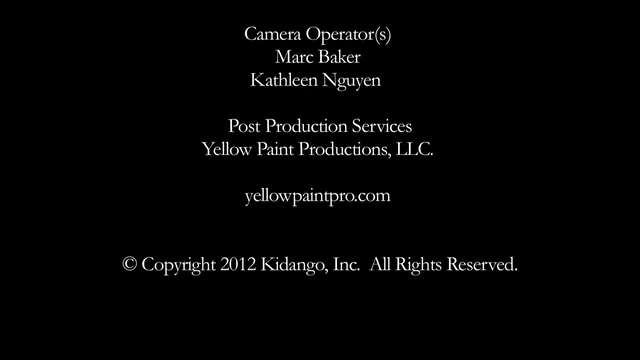 Camera Operator(s)
Marc Baker
Kathleen Nguyen
Post Production Services
Yellow Paint Productions, LLC.
yellowpaintpro.com
© Copyright 2012 Kidango, Inc.  All Rights Reserved.